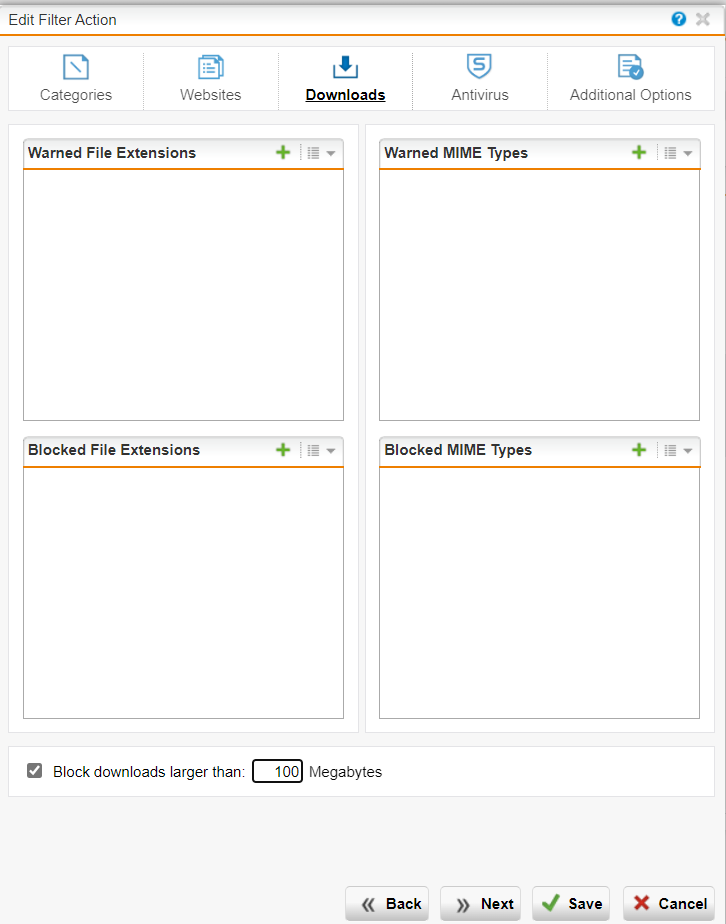 Edit Filter Action
Categories
Websites
Downloads
Antivirus
Additional Options
Warned File Extensions
Warned MIME Types
Blocked File Extensions
Blocked MIME Types
Block downloads larger than: 100 Megabytes
Back
Next
Save
Cancel